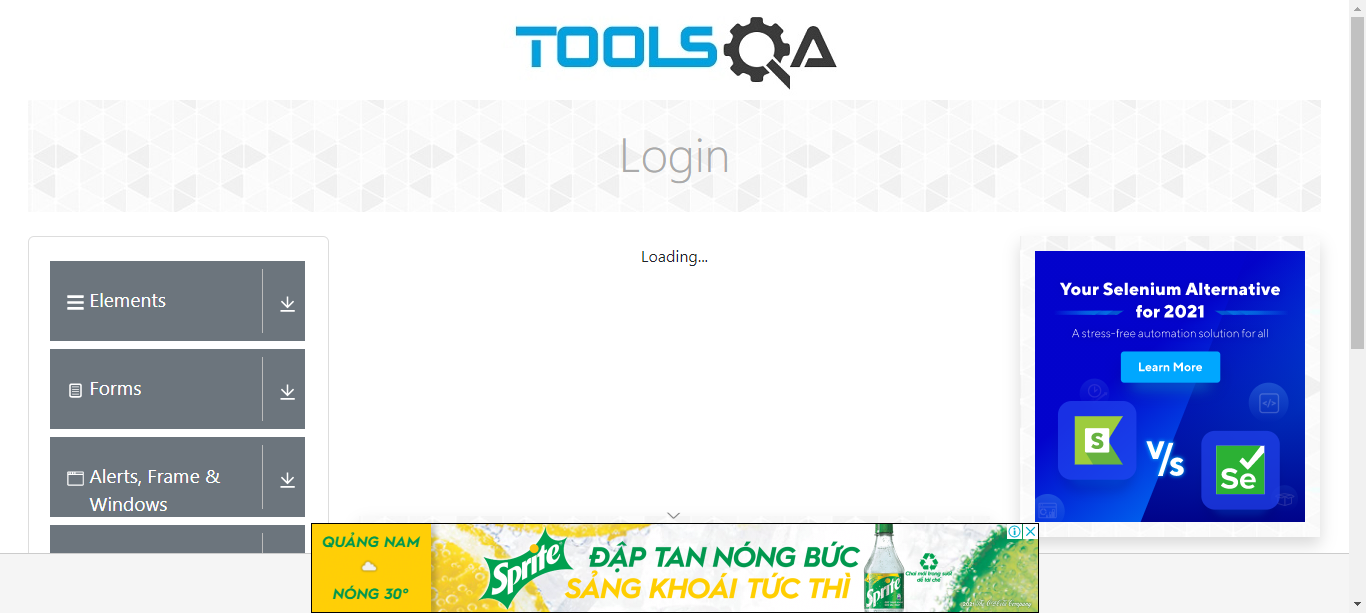 TOOLSQA
Login
Elements
Forms
Alerts, Frame &
Windows
Loading...
Your Selenium Alternative
for 2021
A stress-free automation solution for all
Learn More
S
V/s
Se
QUẢNG NAM
NÓNG 30°
Sprite
ĐẬP TAN NÓNG BỨC
SẢNG KHOÁI TỨC THÌ
Sprite